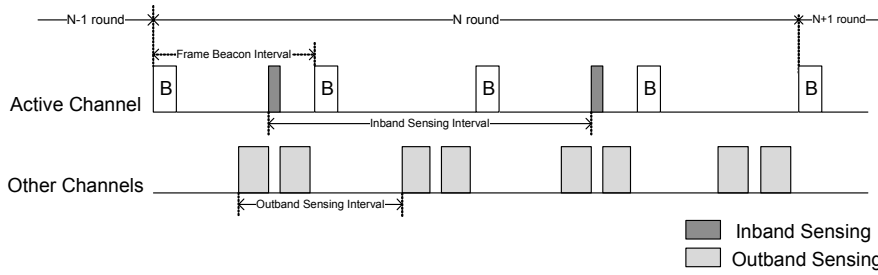 N-1 round
N round
N+1 round
Frame Beacon Interval
B
B
B
B
B
Active Channel
Inband Sensing Interval
Other Channels
Outband Sensing Interval
Inband Sensing
Outband Sensing